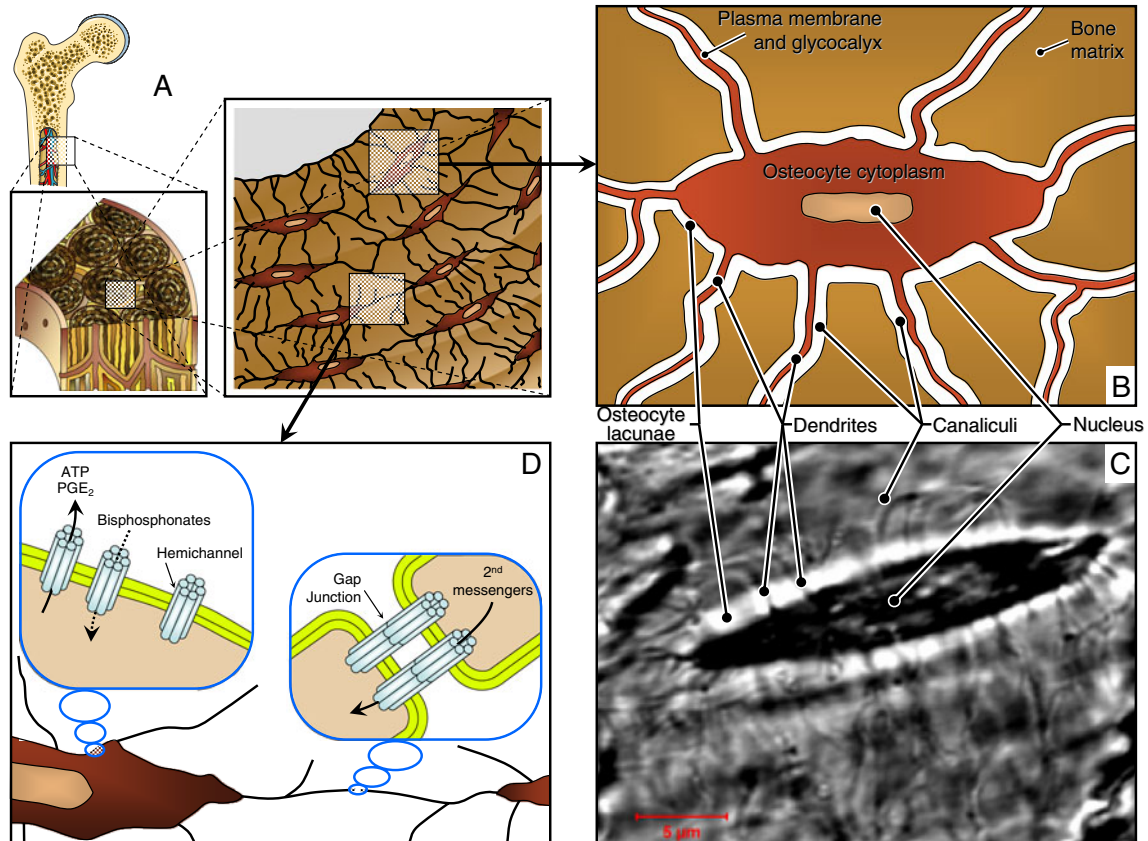 A
Plasma membrane
and glycocalyx
Bone
matrix
Osteocyte cytoplasm
B
Osteocyte
lacunae
Dendrites
Canaliculi
Nucleus
C
5 µm
D
ATP
PGE₂
Bisphosphonates
Hemichannel
Gap
Junction
2nd
messengers